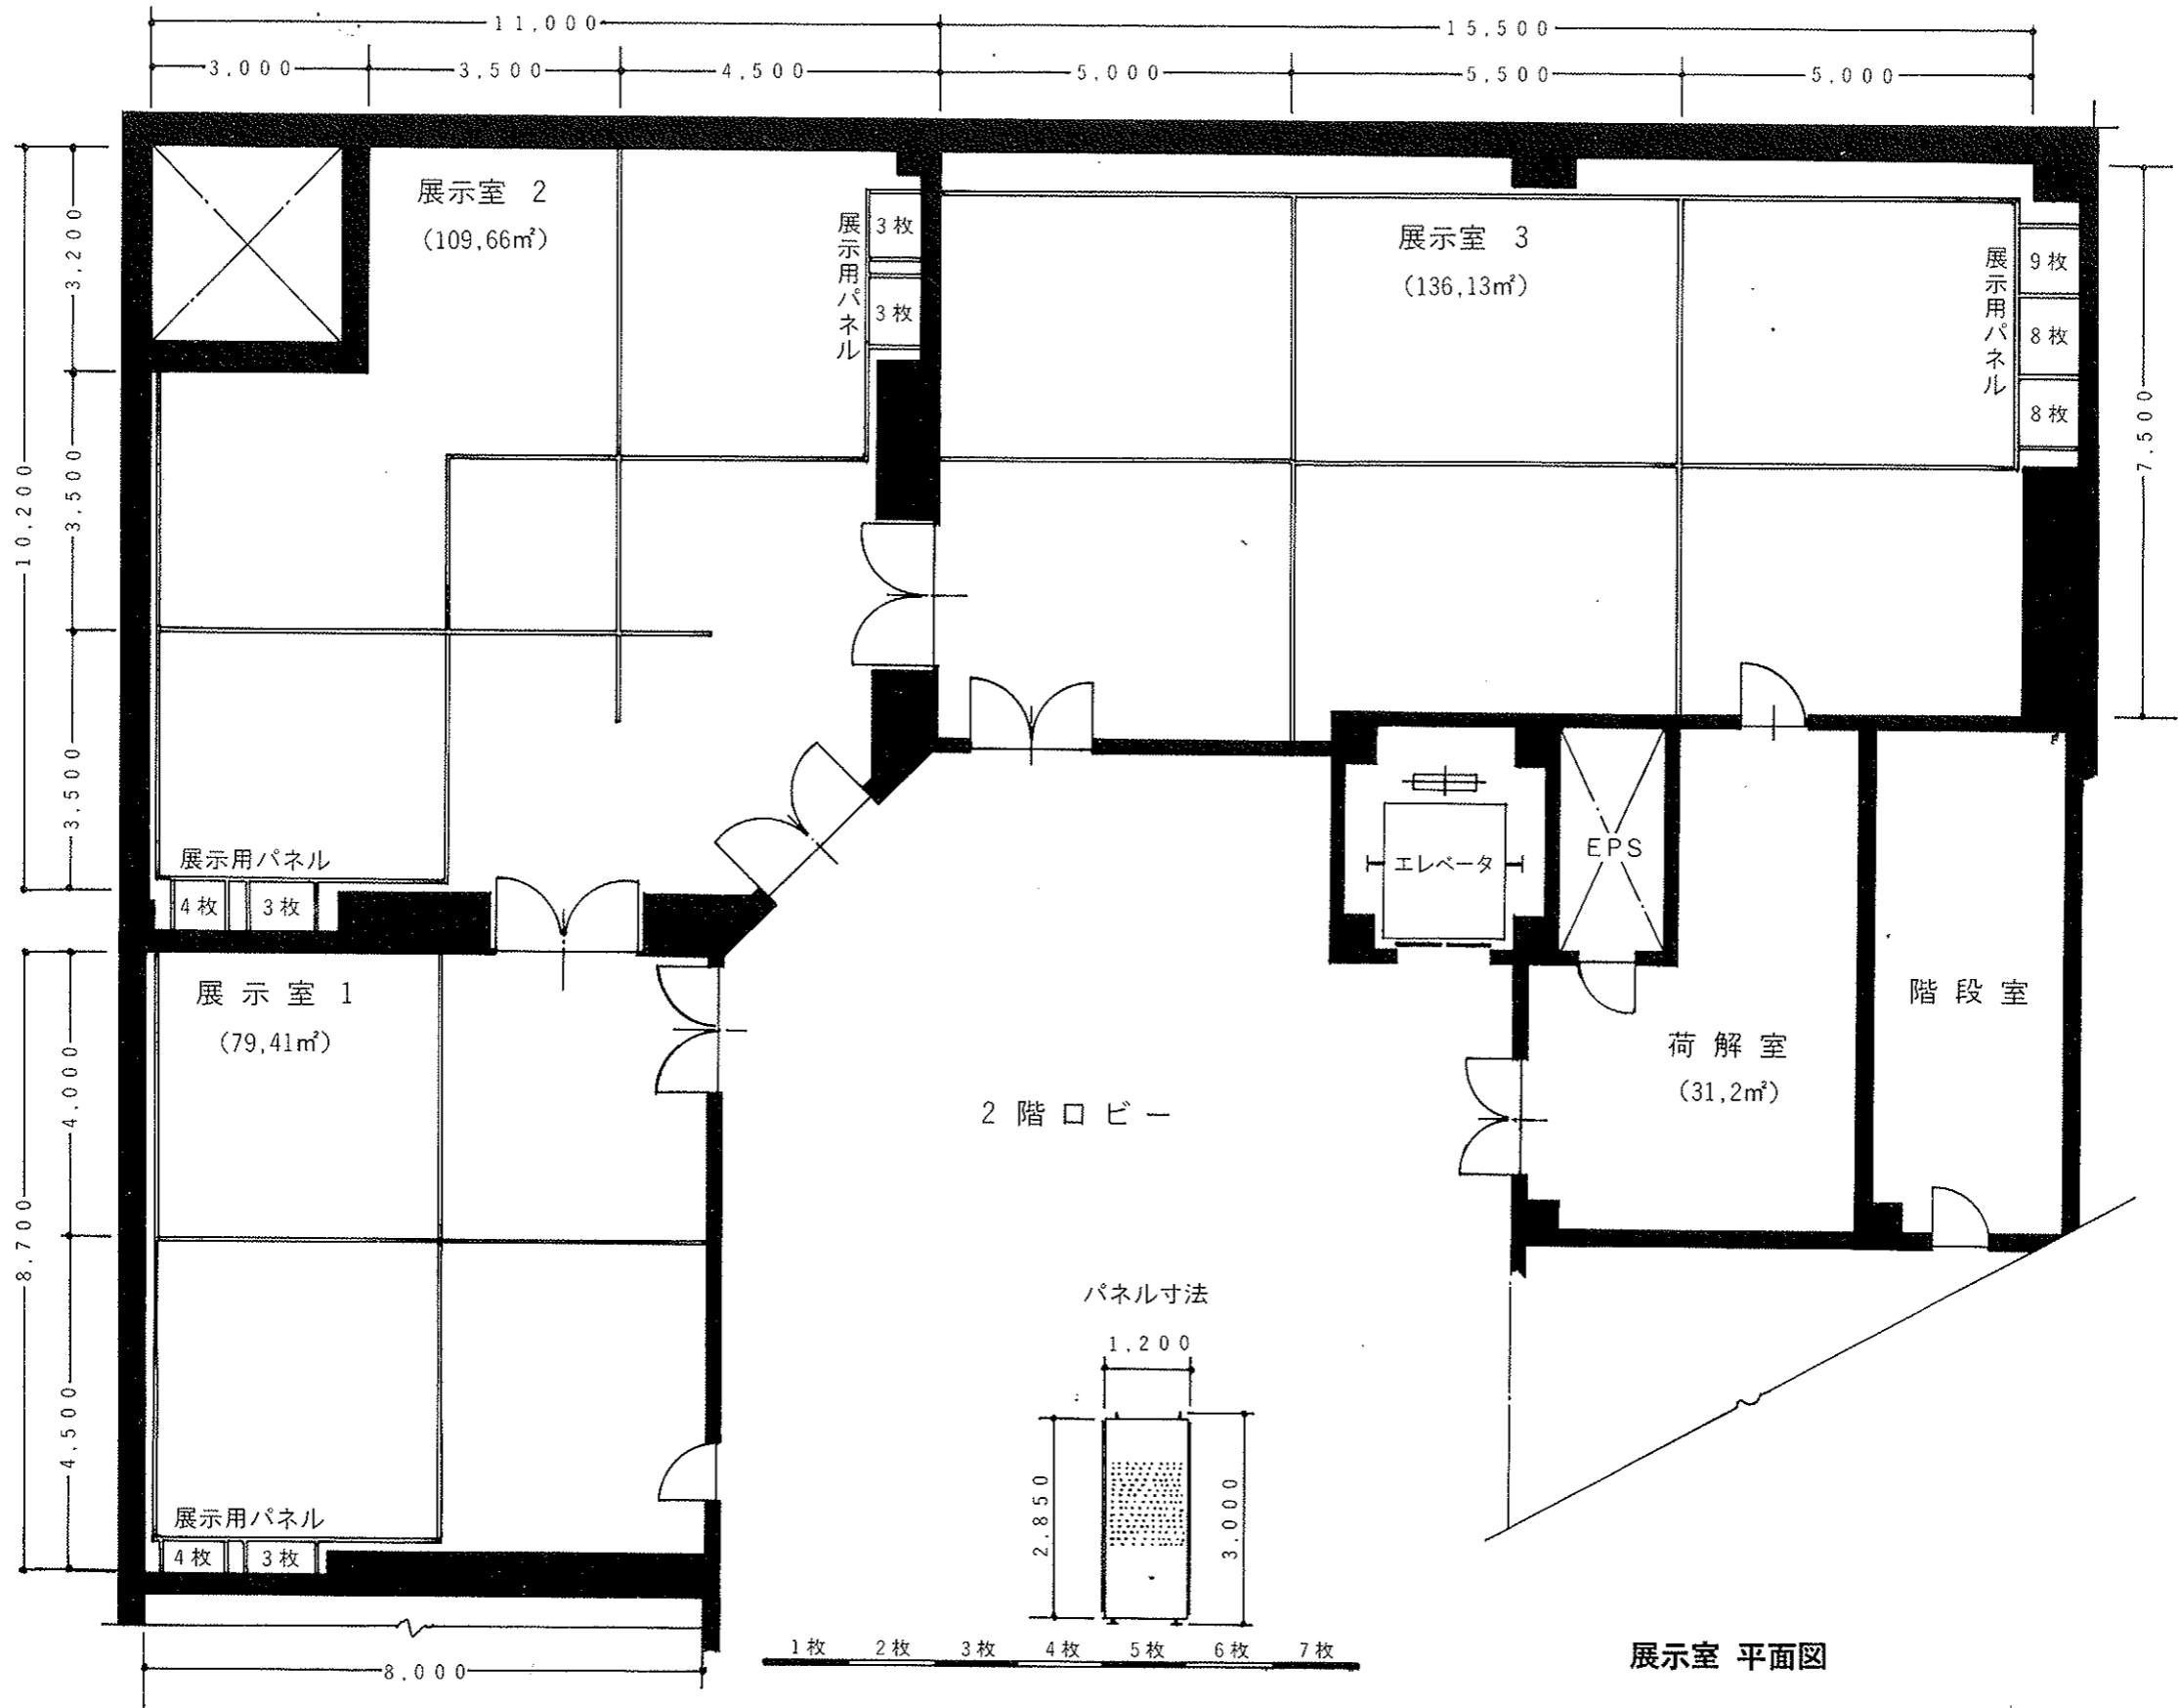 11,000
15,500
3,000
3,500
4,500
5,000
5,500
5,000
10,200
3,200
3,500
3,500
展示室 2
(109,66㎡)
展示用パネル
3枚
3枚
展示室 3
(136,13㎡)
展示用パネル
9枚
8枚
8枚
7,500
展示用パネル
4枚
3枚
エレベータ
EPS
階段室
荷解室
(31,2㎡)
8,700
4,000
4,500
展示室 1
(79,41㎡)
2階ロビー
展示用パネル
4枚
3枚
8,000
パネル寸法
1,200
2,850
3,000
1枚 2枚 3枚 4枚 5枚 6枚 7枚
展示室 平面図